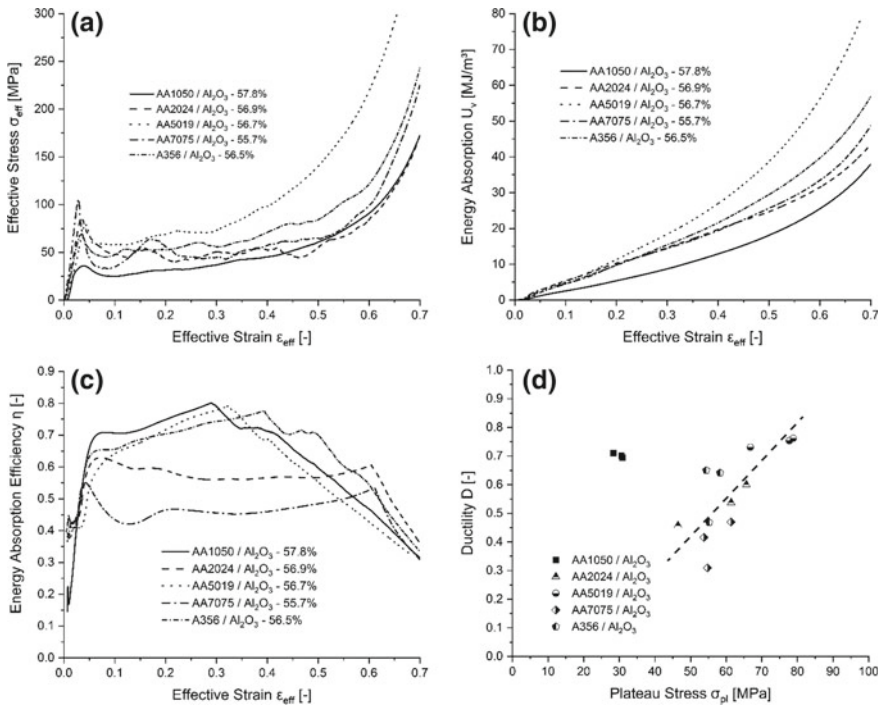 (a)
300
250
200
150
100
50
0
Effective Stress σeff [MPa]
AA1050 / Al₂O₃ - 57.8%
AA2024 / Al₂O₃ - 56.9%
AA5019 / Al₂O₃ - 56.7%
AA7075 / Al₂O₃ - 55.7%
A356 / Al₂O₃ - 56.5%
0.0 0.1 0.2 0.3 0.4 0.5 0.6 0.7
Effective Strain εeff [-]
(b)
80
70
60
50
40
30
20
10
0
Energy Absorption Uv [MJ/m³]
AA1050 / Al₂O₃ - 57.8%
AA2024 / Al₂O₃ - 56.9%
AA5019 / Al₂O₃ - 56.7%
AA7075 / Al₂O₃ - 55.7%
A356 / Al₂O₃ - 56.5%
0.0 0.1 0.2 0.3 0.4 0.5 0.6 0.7
Effective Strain εeff [-]
(c)
0.9
0.8
0.7
0.6
0.5
0.4
0.3
0.2
0.1
0.0
Energy Absorption Efficiency η [-]
AA1050 / Al₂O₃ - 57.8%
AA2024 / Al₂O₃ - 56.9%
AA5019 / Al₂O₃ - 56.7%
AA7075 / Al₂O₃ - 55.7%
A356 / Al₂O₃ - 56.5%
0.0 0.1 0.2 0.3 0.4 0.5 0.6 0.7
Effective Strain εeff [-]
(d)
1.0
0.9
0.8
0.7
0.6
0.5
0.4
0.3
0.2
0.1
0.0
Ductility D [-]
AA1050 / Al₂O₃
AA2024 / Al₂O₃
AA5019 / Al₂O₃
AA7075 / Al₂O₃
A356 / Al₂O₃
0 10 20 30 40 50 60 70 80 90 100
Plateau Stress σpl [MPa]